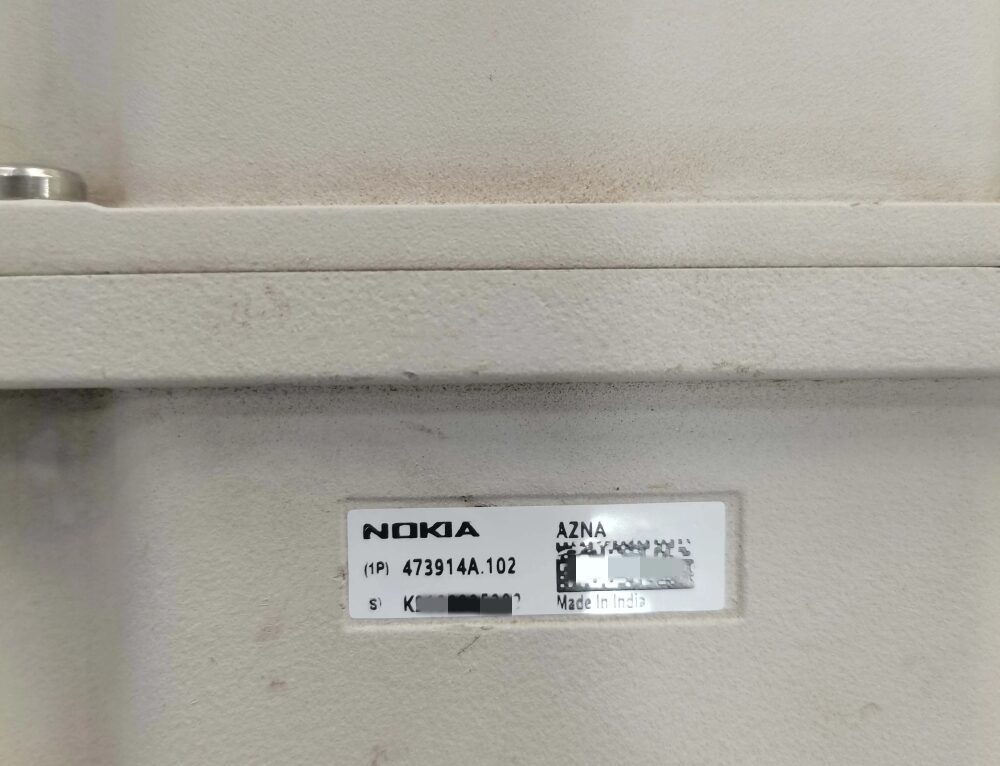 NOKIA
AZNA
(1P) 473914A.102
S)
Made In India